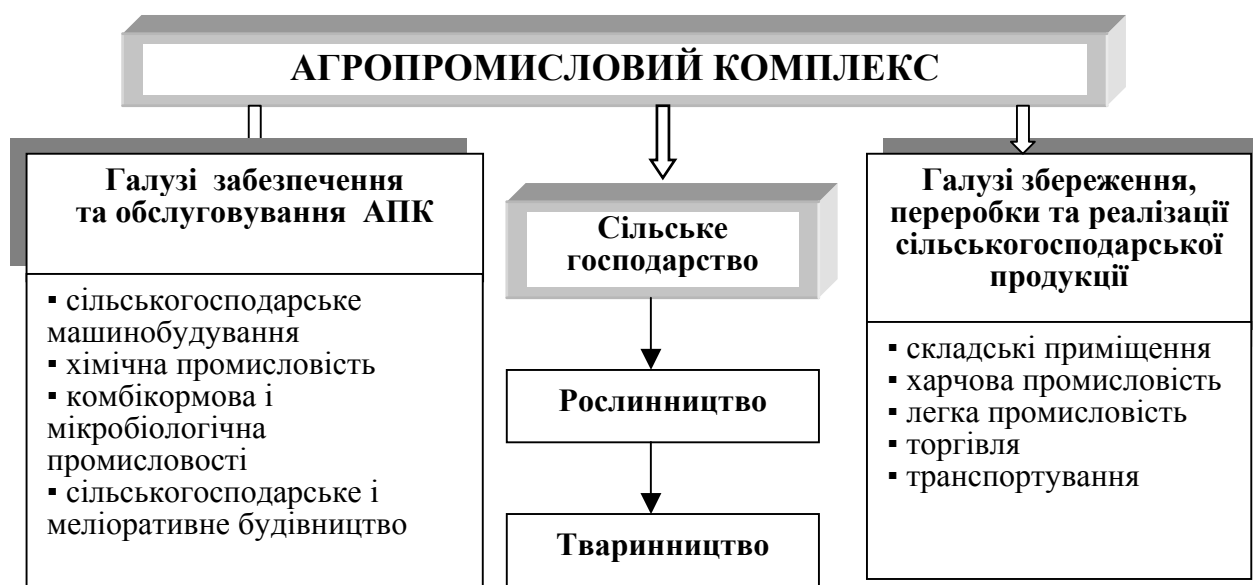 АГРОПРОМИСЛОВИЙ КОМПЛЕКС
Галузі забезпечення
та обслуговування АПК
▪ сільськогосподарське
машинобудування
▪ хімічна промисловість
▪ комбікормова і
мікробіологічна
промисловості
▪ сільськогосподарське і
меліоративне будівництво
Сільське
господарство
Рослинництво
Тваринництво
Галузі збереження,
переробки та реалізації
сільськогосподарської
продукції
▪ складські приміщення
▪ харчова промисловість
▪ легка промисловість
▪ торгівля
▪ транспортування